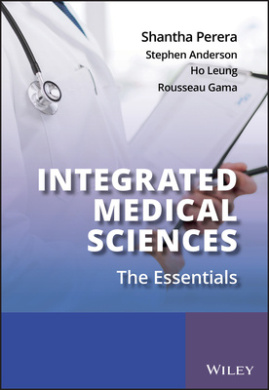 Shantha Perera
Stephen Anderson
Ho Leung
Rousseau Gama
INTEGRATED
MEDICAL
SCIENCES
The Essentials
WILEY